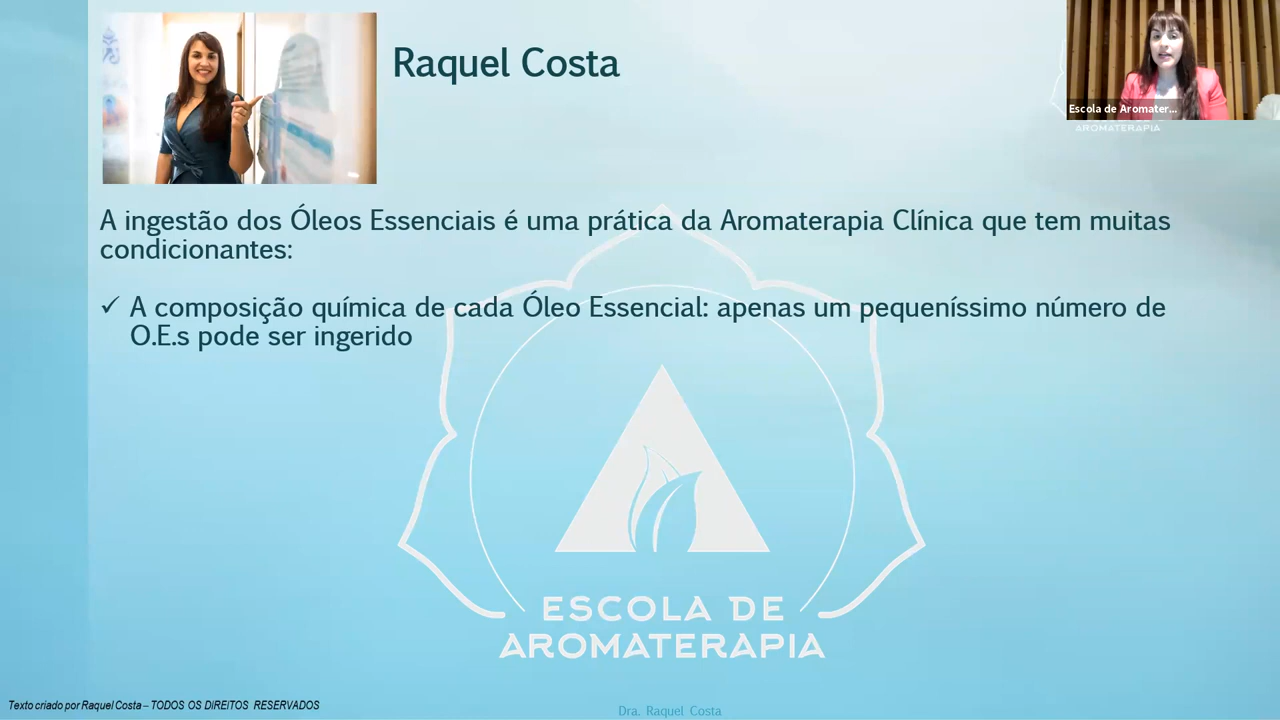 Raquel Costa
Escola de Aromater...
AROMATERAPIA
A ingestão dos Óleos Essenciais é uma prática da Aromaterapia Clínica que tem muitas
condicionantes:
✓ A composição química de cada Óleo Essencial: apenas um pequeníssimo número de
O.E.s pode ser ingerido
ESCOLA DE
AROMATERAPIA
Texto criado por Raquel Costa – TODOS OS DIREITOS RESERVADOS
Dra. Raquel Costa